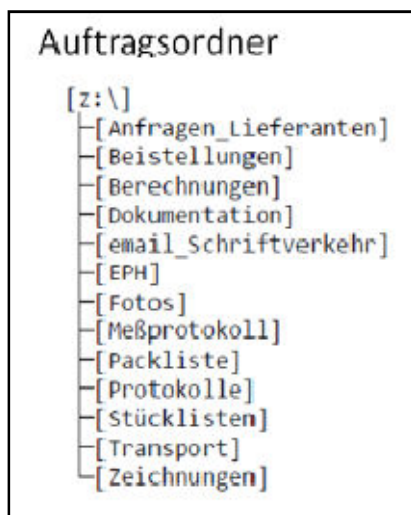 Auftragsordner
[z:\]
[Anfragen_Lieferanten]
[Beistellungen]
[Berechnungen]
[Dokumentation]
[email_Schriftverkehr]
[EPH]
[Fotos]
[Meßprotokoll]
[Packliste]
[Protokolle]
[Stücklisten]
[Transport]
[Zeichnungen]